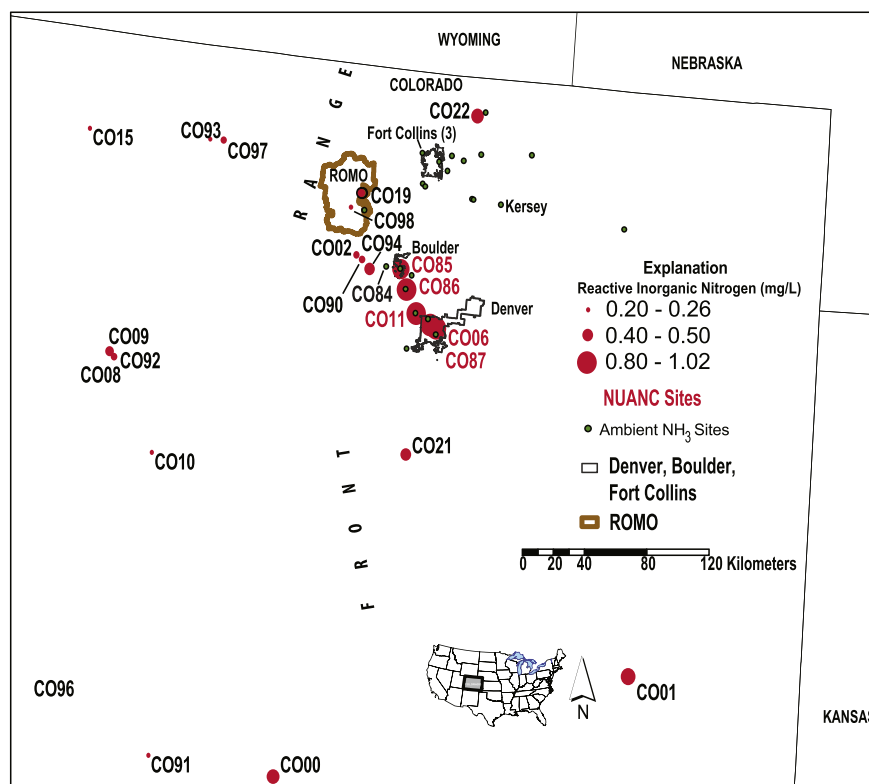 WYOMING
NEBRASKA
COLORADO
CO22
CO15
CO93
CO97
Fort Collins (3)
ROMO
CO19
CO98
Kersey
CO02
CO94
Boulder
CO85
CO90
CO84
CO86
Denver
CO11
CO06
CO87
CO09
CO92
CO08
CO10
CO21
FRONT RANGE
Explanation
Reactive Inorganic Nitrogen (mg/L)
0.20 - 0.26
0.40 - 0.50
0.80 - 1.02
NUANC Sites
Ambient NH3 Sites
Denver, Boulder,
Fort Collins
ROMO
0 20 40 80 120 Kilometers
N
CO96
CO01
KANSAS
CO91
CO00